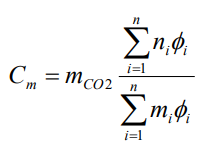 $C_m = m_{CO2} \frac{\sum_{i=1}^{n} n_i \phi_i}{\sum_{i=1}^{n} m_i \phi_i}$